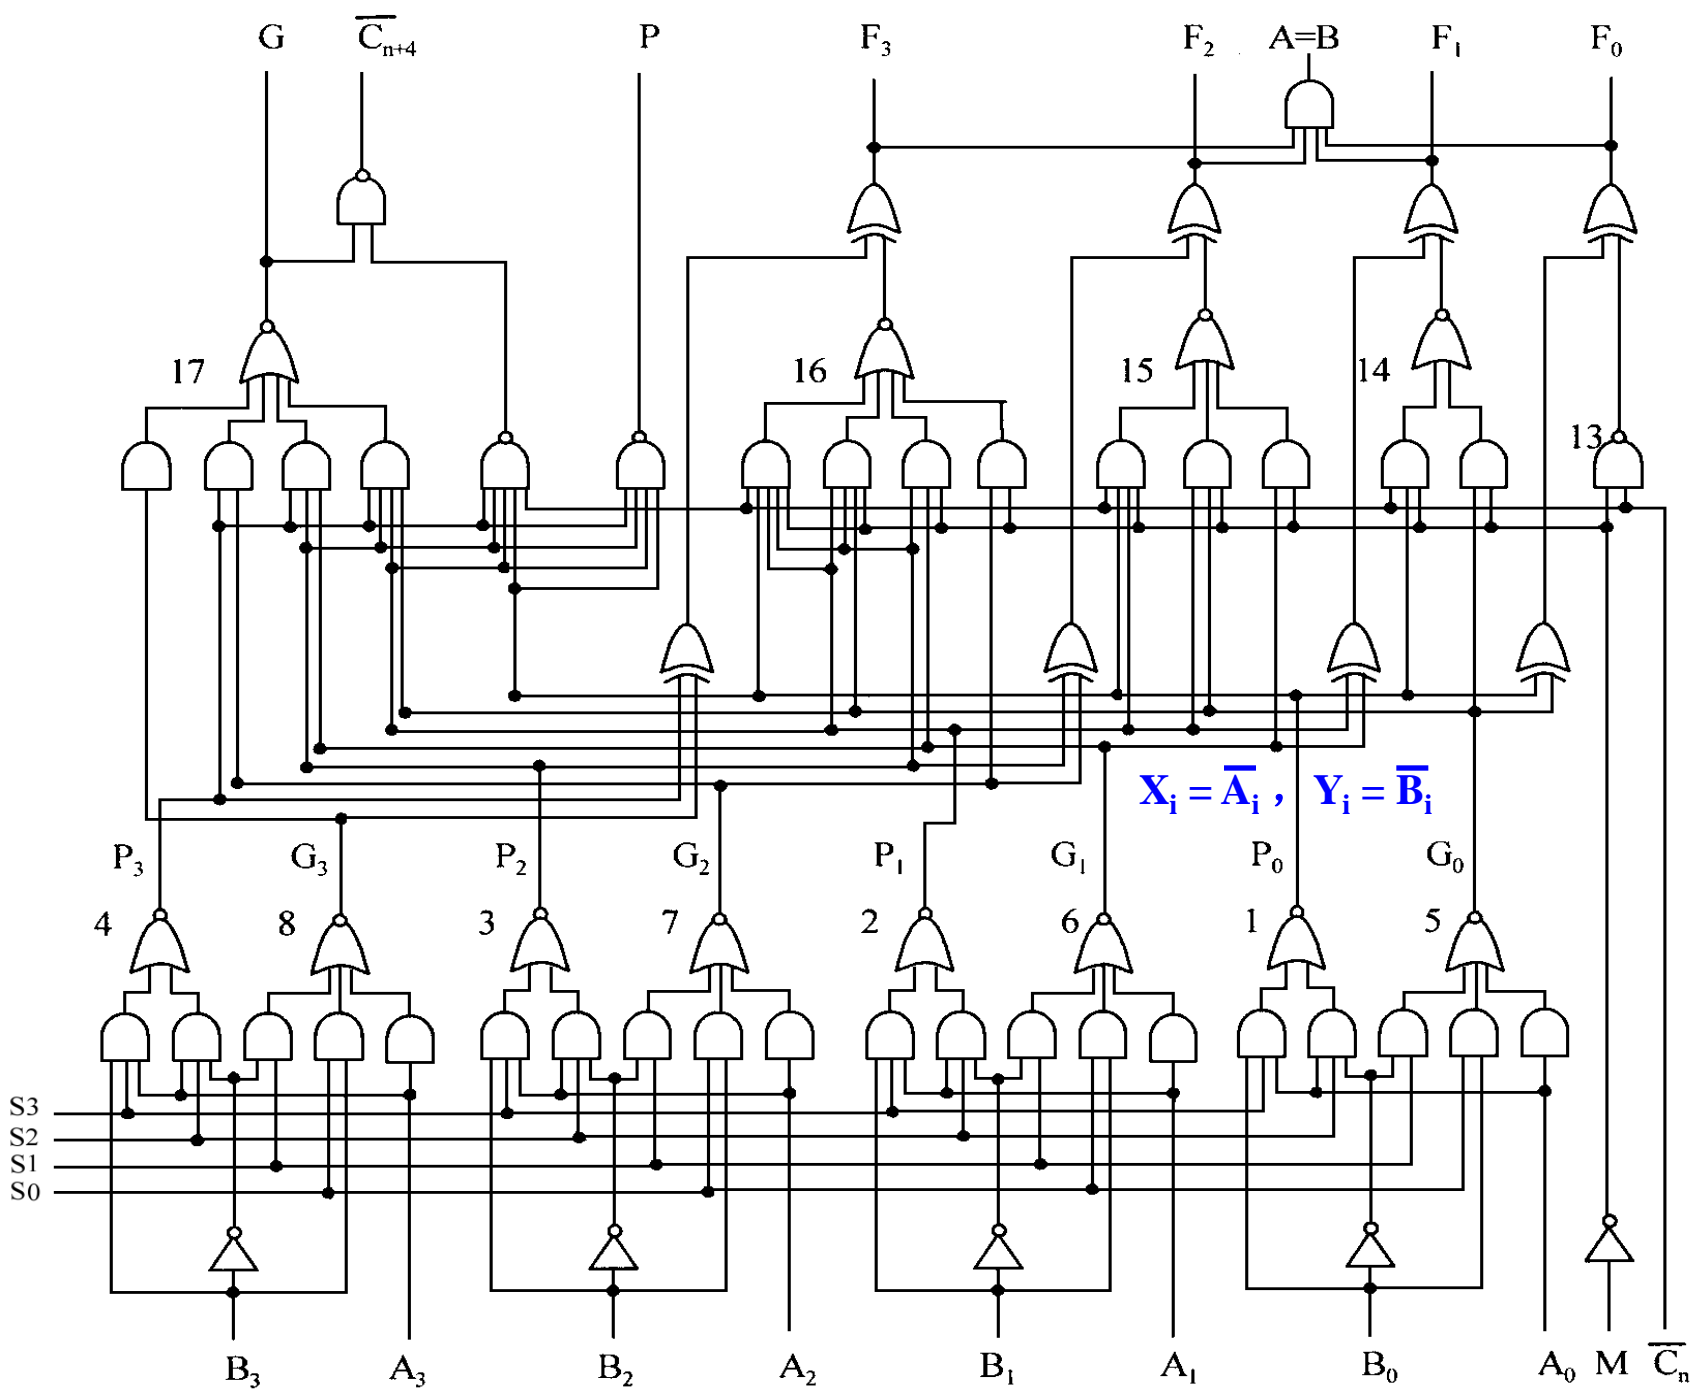 G C̅ₙ₊₄ P F₃ F₂ A=B F₁ F₀
17 16 15 14
13
X̲ᵢ = A̅ᵢ , Yᵢ = B̅ᵢ
P₃ G₃ P₂ G₂ P₁ G₁ P₀ G₀
4 8 3 7 2 6 1 5
S3
S2
S1
S0
B₃ A₃ B₂ A₂ B₁ A₁ B₀ A₀ M C̅ₙ